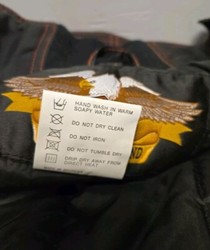 HAND WASH IN WARM
SOAPY WATER
DO NOT DRY CLEAN
DO NOT IRON
DO NOT TUMBLE DRY
DRIP DRY AWAY FROM
DIRECT HEAT